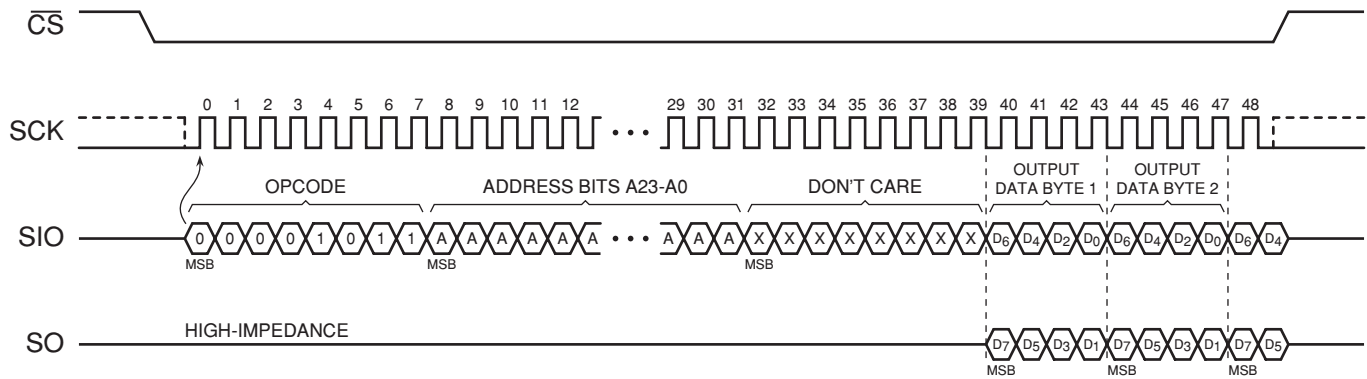 CS
SCK
0 1 2 3 4 5 6 7 8 9 10 11 12 29 30 31 32 33 34 35 36 37 38 39 40 41 42 43 44 45 46 47 48
OPCODE ADDRESS BITS A23-A0 DON'T CARE OUTPUT DATA BYTE 1 OUTPUT DATA BYTE 2
SIO 0 0 0 0 1 0 1 1 A A A A A A • • • A A A X X X X X X X X D6 D4 D2 D0 D6 D4 D2 D0 D6 D4
MSB MSB MSB
HIGH-IMPEDANCE
SO D7 D5 D3 D1 D7 D5 D3 D1 D7 D5
MSB MSB MSB